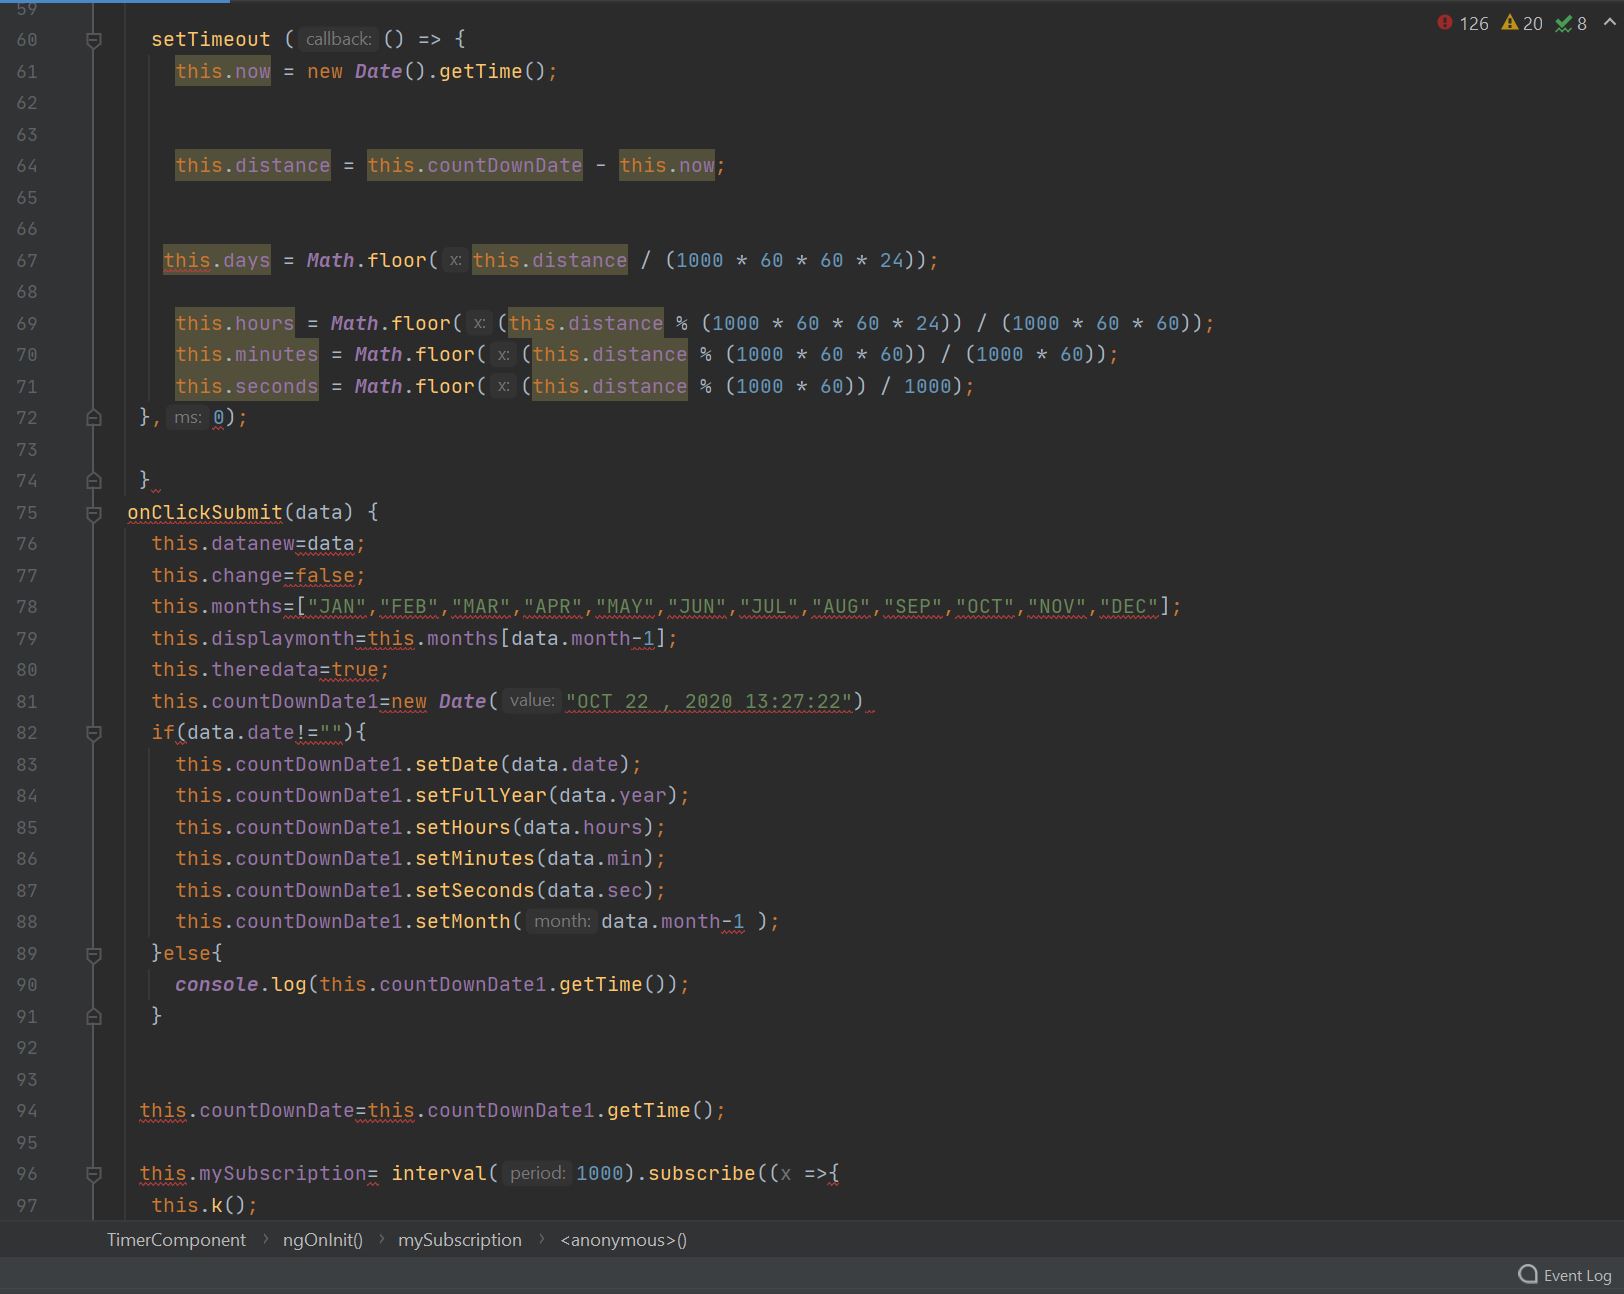 59
126 20 8
60 setTimeout ( callback: () => {
61 this.now = new Date().getTime();
62
63
64 this.distance = this.countDownDate - this.now;
65
66
67 this.days = Math.floor( x: this.distance / (1000 * 60 * 60 * 24));
68
69 this.hours = Math.floor( x: (this.distance % (1000 * 60 * 60 * 24)) / (1000 * 60 * 60));
70 this.minutes = Math.floor( x: (this.distance % (1000 * 60 * 60)) / (1000 * 60));
71 this.seconds = Math.floor( x: (this.distance % (1000 * 60)) / 1000);
72 }, ms: 0);
73
74 }
75 onClickSubmit(data) {
76 this.datanew=data;
77 this.change=false;
78 this.months=["JAN","FEB","MAR","APR","MAY","JUN","JUL","AUG","SEP","OCT","NOV","DEC"];
79 this.displaymonth=this.months[data.month-1];
80 this.theredata=true;
81 this.countDownDate1=new Date( value: "OCT 22 , 2020 13:27:22")
82 if(data.date!=""){
83 this.countDownDate1.setDate(data.date);
84 this.countDownDate1.setFullYear(data.year);
85 this.countDownDate1.setHours(data.hours);
86 this.countDownDate1.setMinutes(data.min);
87 this.countDownDate1.setSeconds(data.sec);
88 this.countDownDate1.setMonth( month: data.month-1 );
89 }else{
90 console.log(this.countDownDate1.getTime());
91 }
92
93
94 this.countDownDate=this.countDownDate1.getTime();
95
96 this.mySubscription= interval( period: 1000).subscribe((x =>{
97 this.k();
TimerComponent › ngOnInit() › mySubscription › <anonymous>()
Event Log